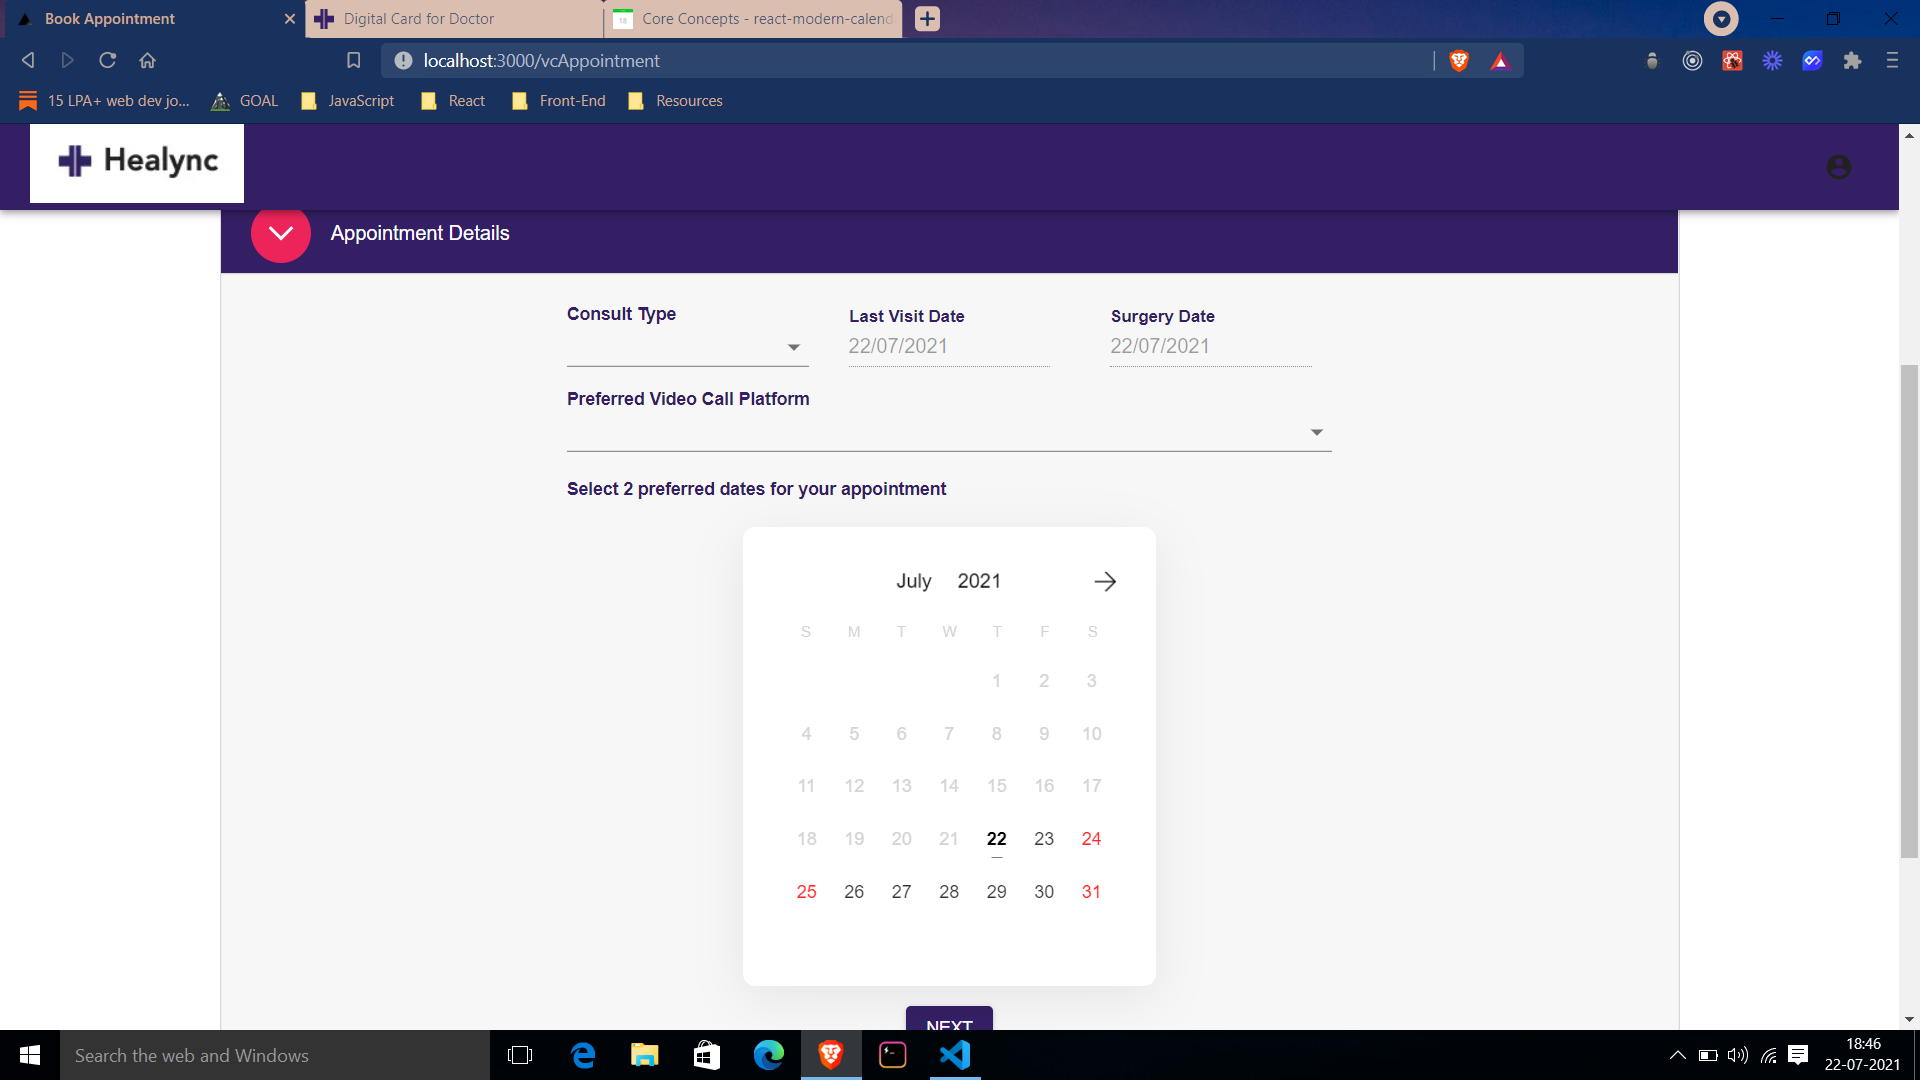 Book Appointment
Digital Card for Doctor
Core Concepts - react-modern-calend
localhost:3000/vcAppointment
15 LPA+ web dev jo...
GOAL
JavaScript
React
Front-End
Resources
Healync
Appointment Details
Consult Type
Last Visit Date
Surgery Date
22/07/2021
22/07/2021
Preferred Video Call Platform
Select 2 preferred dates for your appointment
July 2021
S M T W T F S
1 2 3
4 5 6 7 8 9 10
11 12 13 14 15 16 17
18 19 20 21 22 23 24
25 26 27 28 29 30 31
NEXT
Search the web and Windows
18:46
22-07-2021